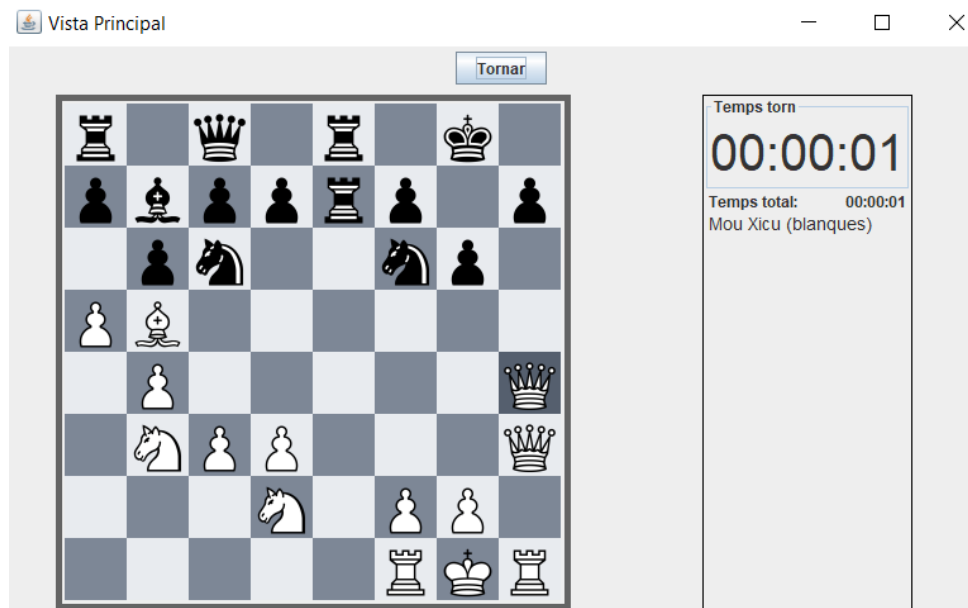 Vista Principal
Tornar
Temps torn
00:00:01
Temps total: 00:00:01
Mou Xicu (blanques)